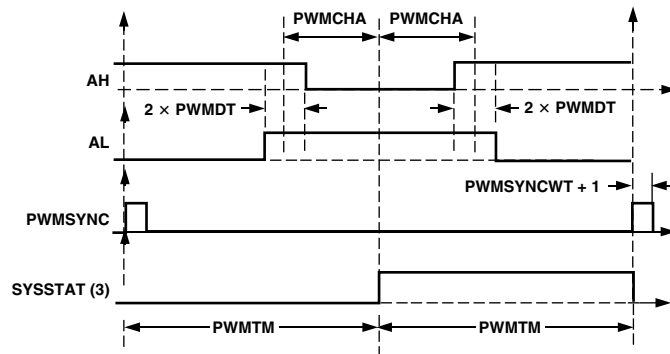 PWMCHA PWMCHA
AH
2 × PWMDT 2 × PWMDT
AL
PWMSYNCWT + 1
PWMSYNC
SYSSTAT (3)
PWMTM PWMTM